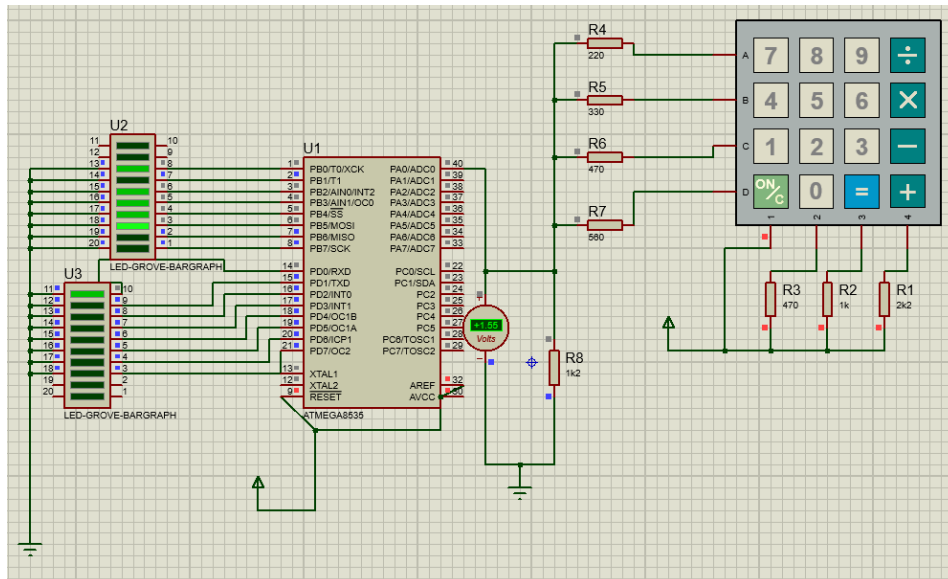 U2
11 10
12 9
13 8
14 7
15 6
16 5
17 4
18 3
19 2
20 1
LED-GROVE-BARGRAPH
U3
11 10
12 9
13 8
14 7
15 6
16 5
17 4
18 3
19 2
20 1
LED-GROVE-BARGRAPH
U1
1 PB0/T0/XCK PA0/ADC0 40
2 PB1/T1 PA1/ADC1 39
3 PB2/AIN0/INT2 PA2/ADC2 38
4 PB3/AIN1/OC0 PA3/ADC3 37
5 PB4/SS PA4/ADC4 36
6 PB5/MOSI PA5/ADC5 35
7 PB6/MISO PA6/ADC6 34
8 PB7/SCK PA7/ADC7 33
14 PD0/RXD PC0/SCL 22
15 PD1/TXD PC1/SDA 23
16 PD2/INT0 PC2 24
17 PD3/INT1 PC3 25
18 PD4/OC1B PC4 26
19 PD5/OC1A PC5 27
20 PD6/ICP1 PC6/TOSC1 28
21 PD7/OC2 PC7/TOSC2 29
13 XTAL1
12 XTAL2 AREF 32
9 RESET AVCC 30
ATMEGA8535
+1.55
Volts
R4
220
R5
330
R6
470
R7
560
R8
1k2
A 7 8 9 ÷
B 4 5 6 ×
C 1 2 3 −
D ON/C 0 = +
1 2 3 4
R3
470
R2
1k
R1
2k2